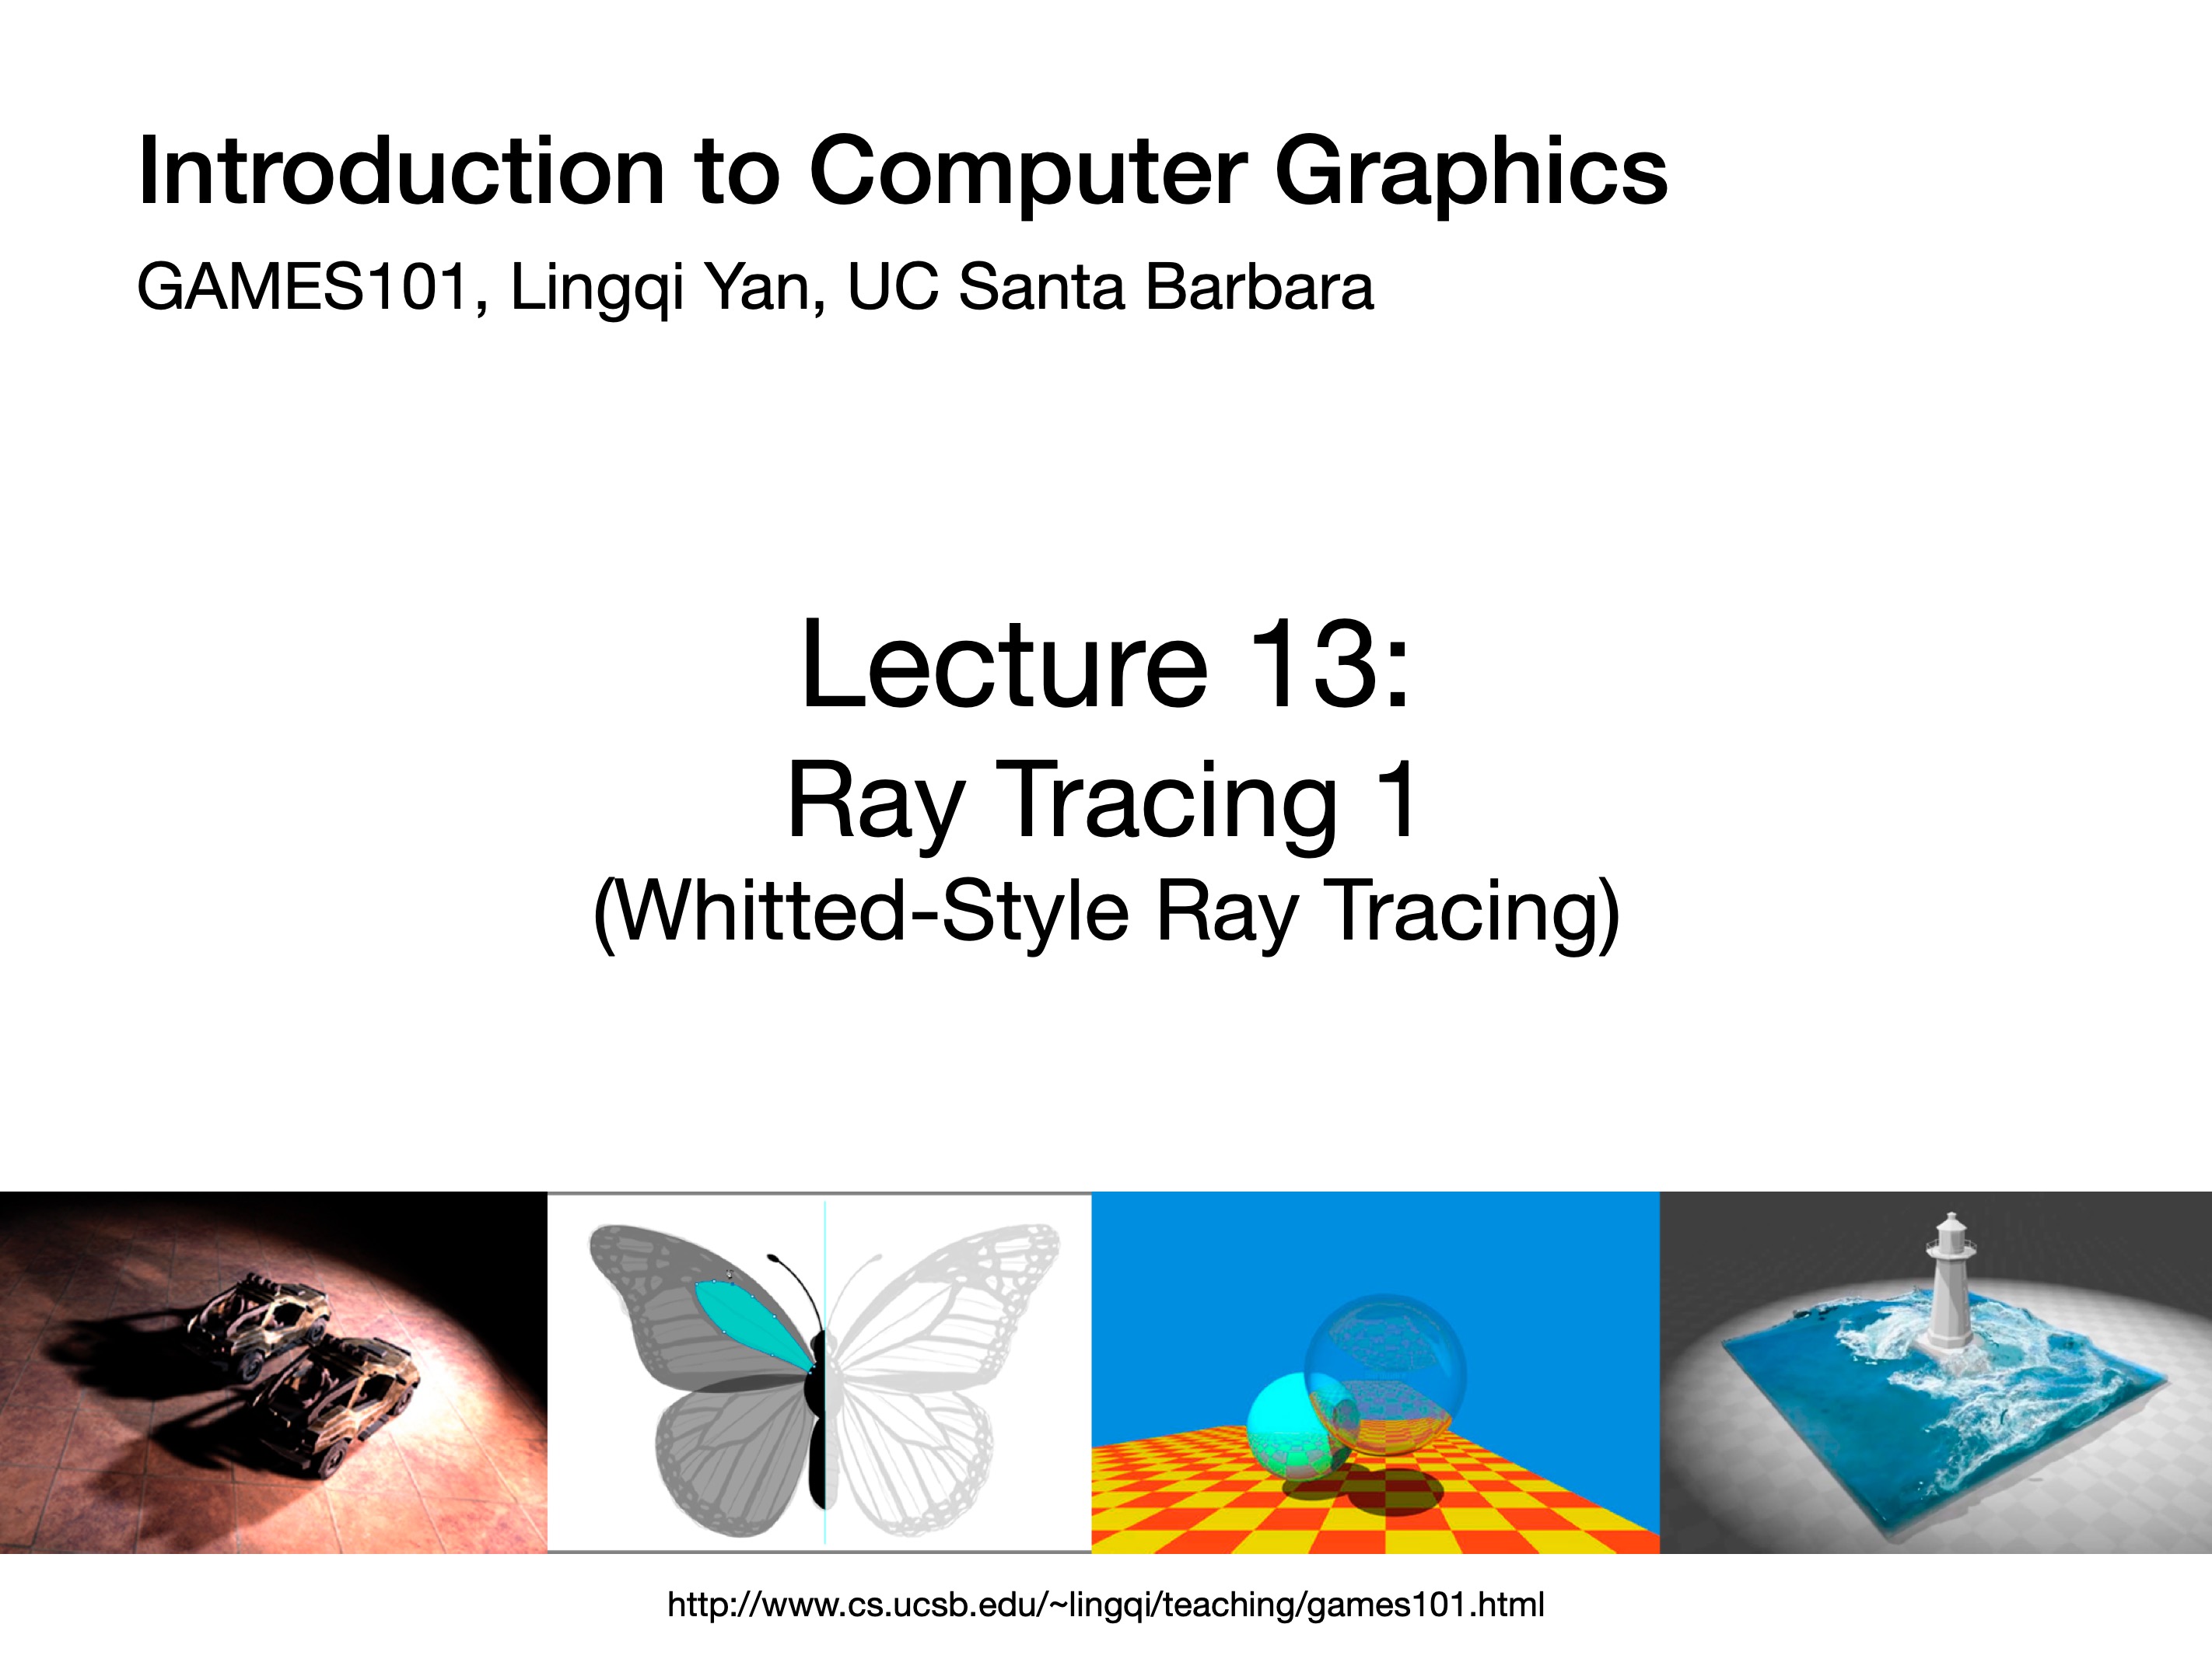 Introduction to Computer Graphics
GAMES101, Lingqi Yan, UC Santa Barbara
Lecture 13:
Ray Tracing 1
(Whitted-Style Ray Tracing)
http://www.cs.ucsb.edu/~lingqi/teaching/games101.html